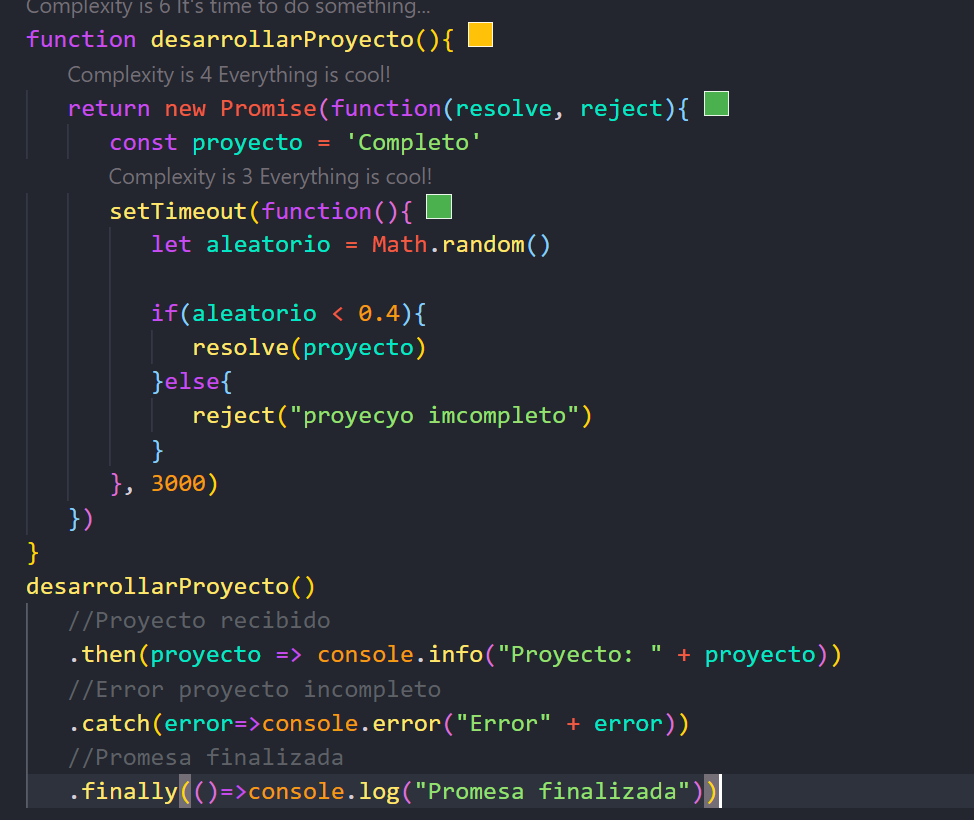 Complexity is 6 It's time to do something...
function desarrollarProyecto(){
Complexity is 4 Everything is cool!
return new Promise(function(resolve, reject){
const proyecto = 'Completo'
Complexity is 3 Everything is cool!
setTimeout(function(){
let aleatorio = Math.random()
if(aleatorio < 0.4){
resolve(proyecto)
}else{
reject("proyecyo imcompleto")
}
}, 3000)
})
}
desarrollarProyecto()
//Proyecto recibido
.then(proyecto => console.info("Proyecto: " + proyecto))
//Error proyecto incompleto
.catch(error=>console.error("Error" + error))
//Promesa finalizada
.finally(()=>console.log("Promesa finalizada"))